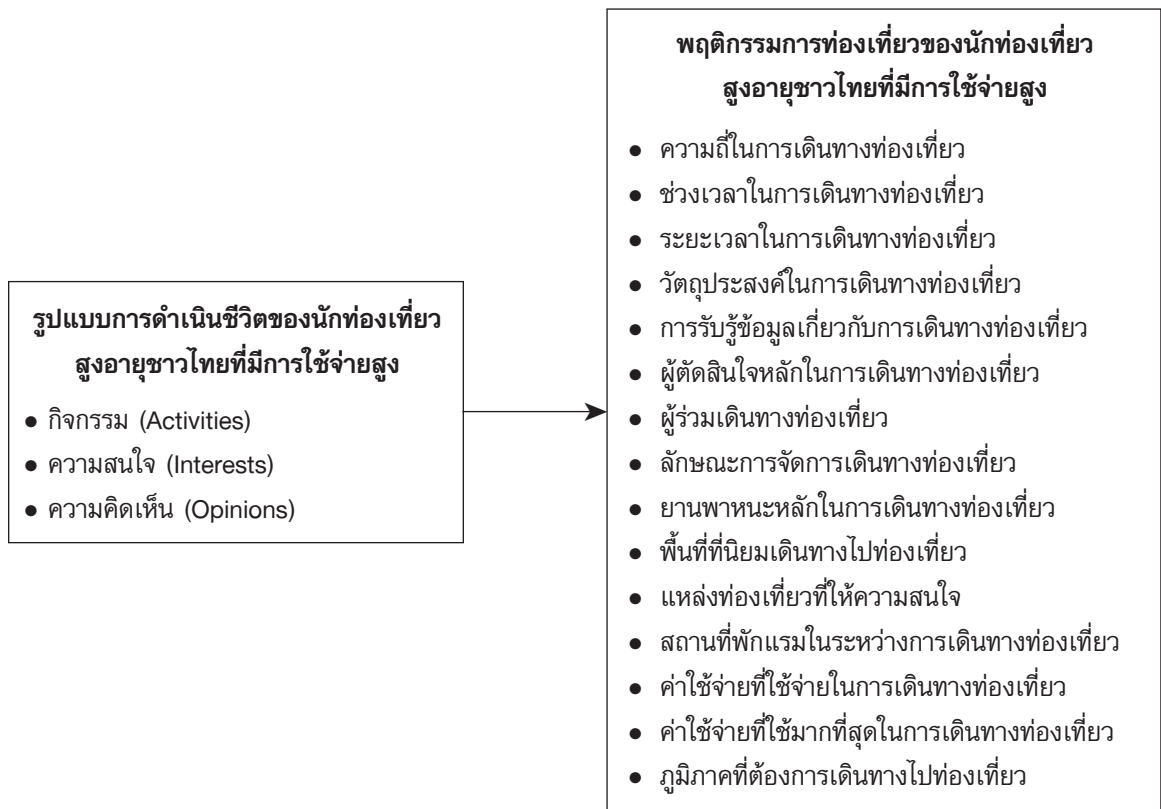 รูปแบบการดำเนินชีวิตของนักท่องเที่ยว
สูงอายุชาวไทยที่มีการใช้จ่ายสูง
● กิจกรรม (Activities)
● ความสนใจ (Interests)
● ความคิดเห็น (Opinions)
พฤติกรรมการท่องเที่ยวของนักท่องเที่ยว
สูงอายุชาวไทยที่มีการใช้จ่ายสูง
● ความถี่ในการเดินทางท่องเที่ยว
● ช่วงเวลาในการเดินทางท่องเที่ยว
● ระยะเวลาในการเดินทางท่องเที่ยว
● วัตถุประสงค์ในการเดินทางท่องเที่ยว
● การรับรู้ข้อมูลเกี่ยวกับการเดินทางท่องเที่ยว
● ผู้ตัดสินใจหลักในการเดินทางท่องเที่ยว
● ผู้ร่วมเดินทางท่องเที่ยว
● ลักษณะการจัดการเดินทางท่องเที่ยว
● ยานพาหนะหลักในการเดินทางท่องเที่ยว
● พื้นที่ที่นิยมเดินทางไปท่องเที่ยว
● แหล่งท่องเที่ยวที่ให้ความสนใจ
● สถานที่พักแรมในระหว่างการเดินทางท่องเที่ยว
● ค่าใช้จ่ายที่ใช้จ่ายในการเดินทางท่องเที่ยว
● ค่าใช้จ่ายที่ใช้มากที่สุดในการเดินทางท่องเที่ยว
● ภูมิภาคที่ต้องการเดินทางไปท่องเที่ยว